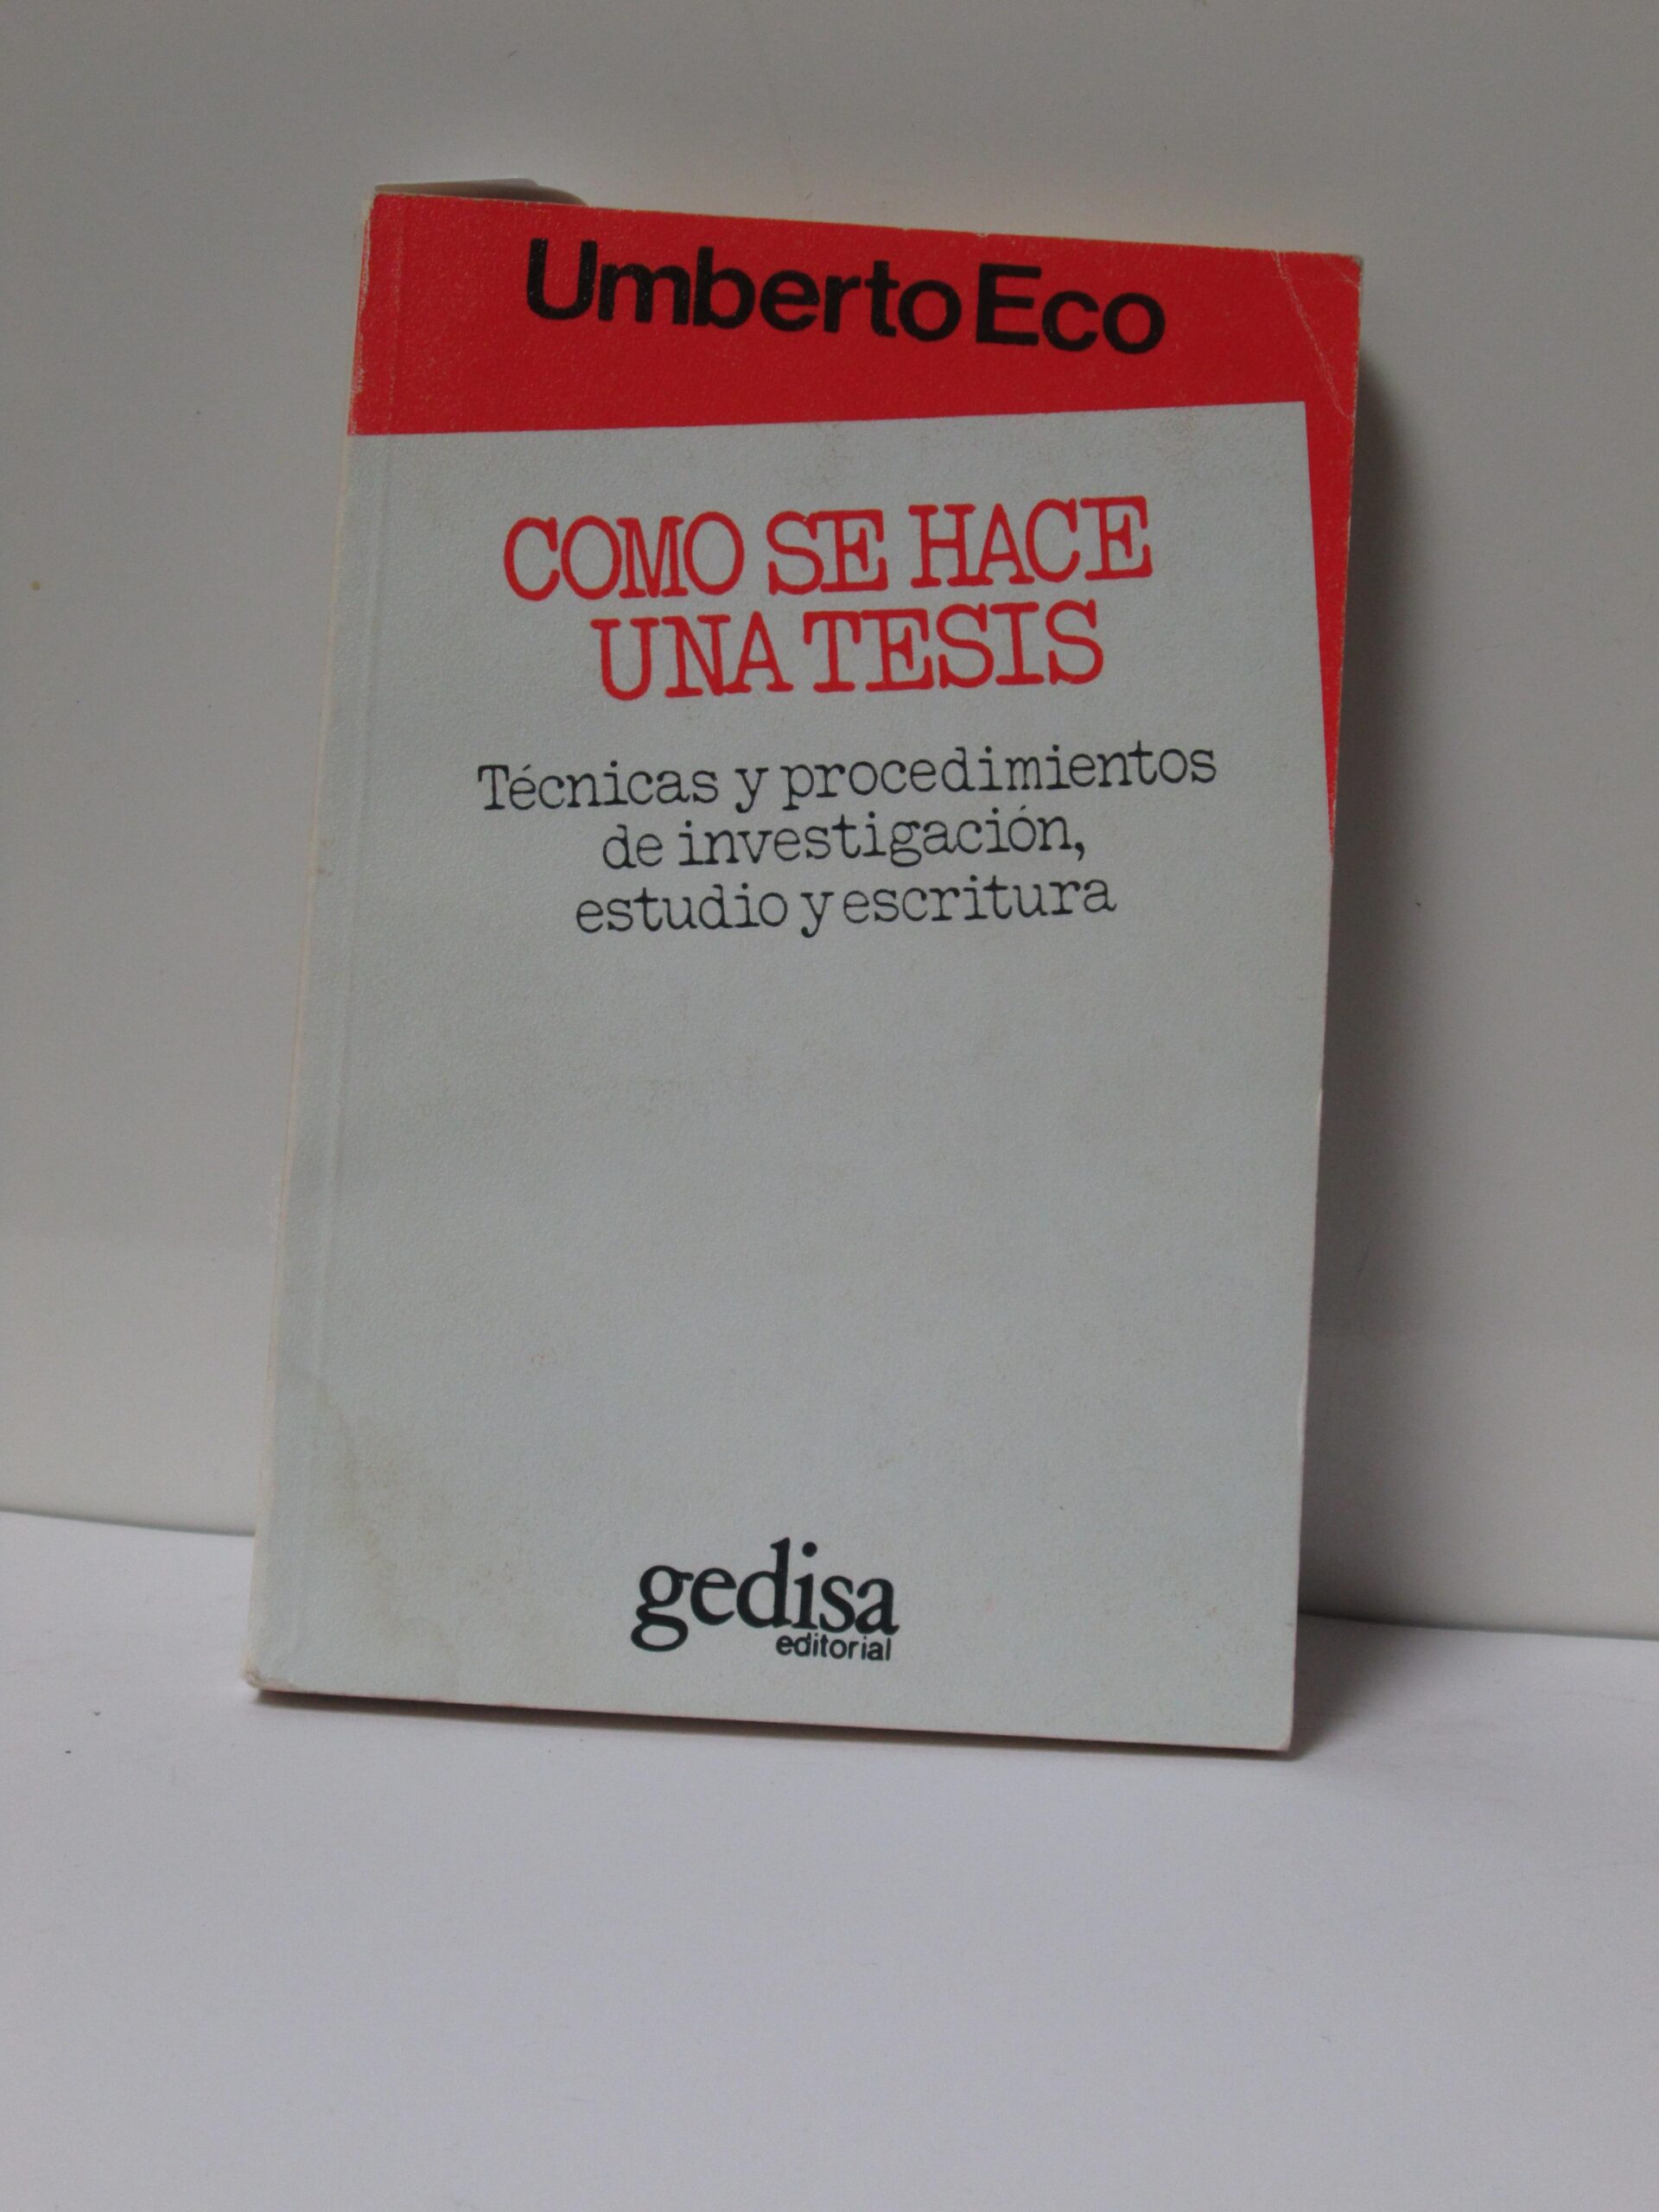 Umberto Eco
COMO SE HACE
UNA TESIS
Técnicas y procedimientos
de investigación,
estudio y escritura
gedisa
editorial